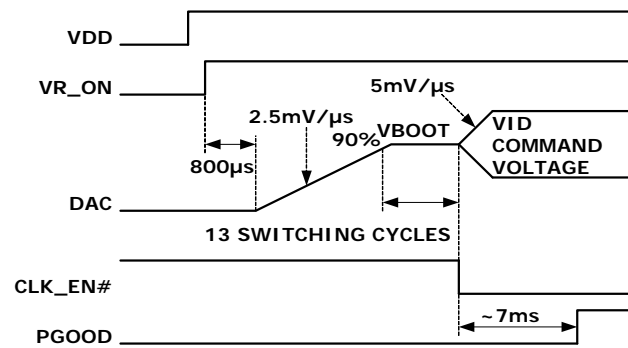 VDD
VR_ON
5mV/μs
2.5mV/μs
90%
VBOOT
VID
COMMAND
VOLTAGE
800μs
DAC
13 SWITCHING CYCLES
CLK_EN#
~7ms
PGOOD